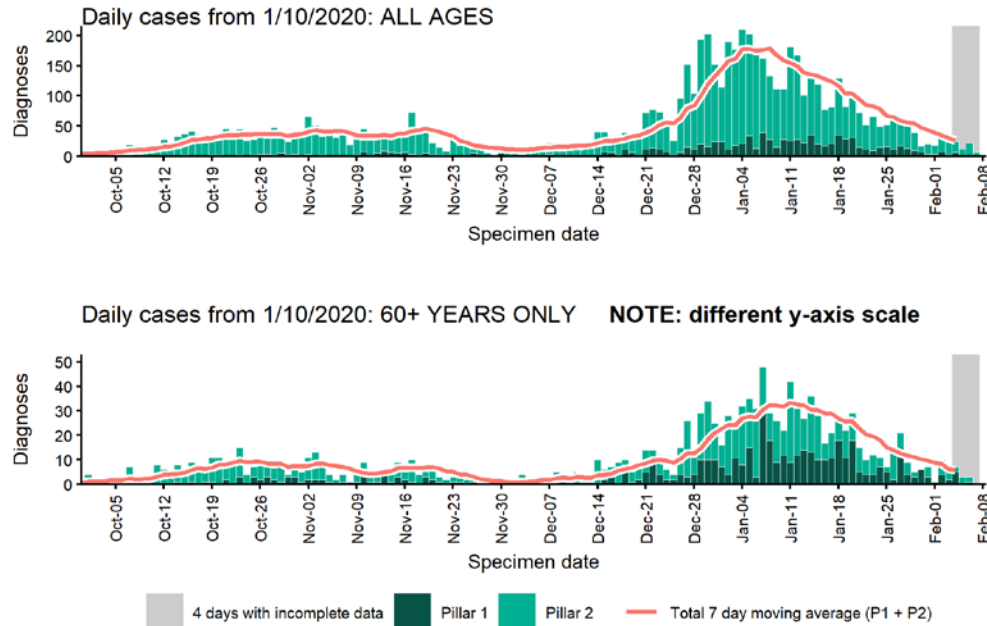 Daily cases from 1/10/2020: ALL AGES
200
150
100
50
0
Diagnoses
Oct-05
Oct-12
Oct-19
Oct-26
Nov-02
Nov-09
Nov-16
Nov-23
Nov-30
Dec-07
Dec-14
Dec-21
Dec-28
Jan-04
Jan-11
Jan-18
Jan-25
Feb-01
Feb-08
Specimen date
Daily cases from 1/10/2020: 60+ YEARS ONLY NOTE: different y-axis scale
50
40
30
20
10
0
Diagnoses
Oct-05
Oct-12
Oct-19
Oct-26
Nov-02
Nov-09
Nov-16
Nov-23
Nov-30
Dec-07
Dec-14
Dec-21
Dec-28
Jan-04
Jan-11
Jan-18
Jan-25
Feb-01
Feb-08
Specimen date
4 days with incomplete data Pillar 1 Pillar 2 Total 7 day moving average (P1 + P2)